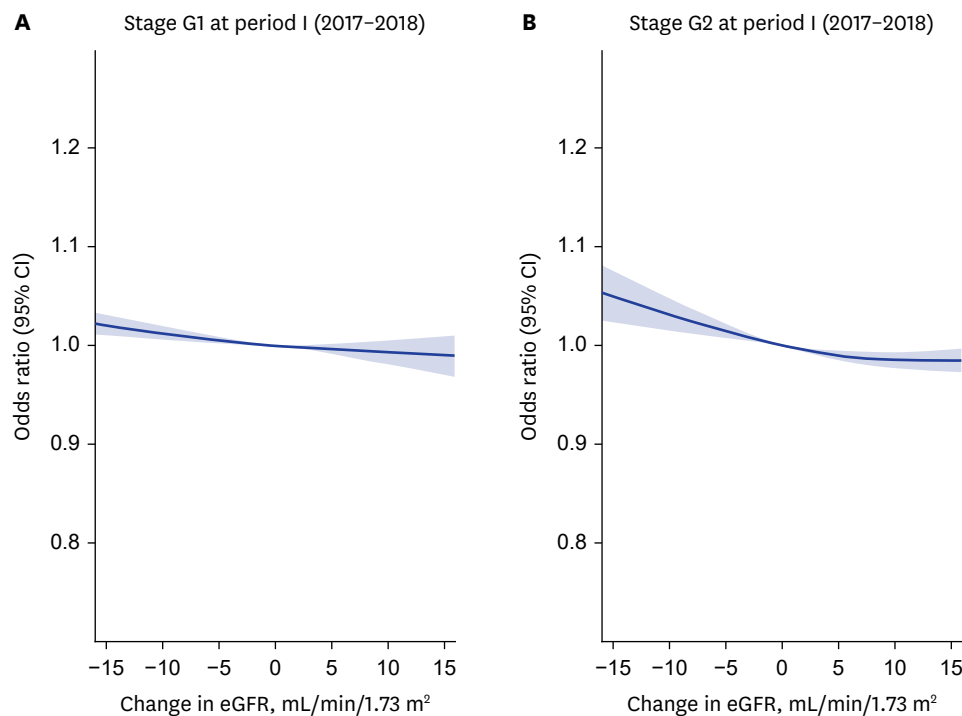 A Stage G1 at period I (2017–2018)
Odds ratio (95% CI)
1.2
1.1
1.0
0.9
0.8
−15 −10 −5 0 5 10 15
Change in eGFR, mL/min/1.73 m²
B Stage G2 at period I (2017–2018)
Odds ratio (95% CI)
1.2
1.1
1.0
0.9
0.8
−15 −10 −5 0 5 10 15
Change in eGFR, mL/min/1.73 m²